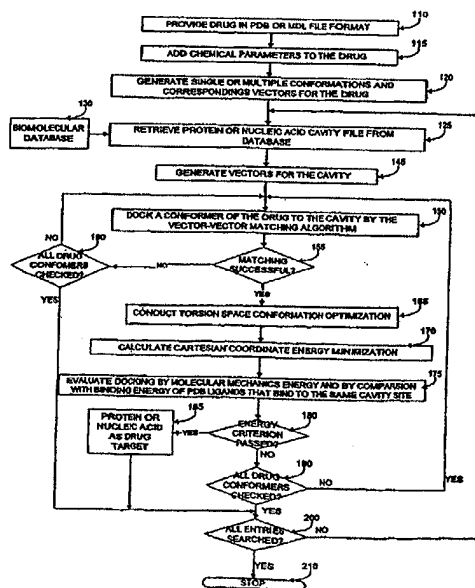 110
PROVIDE DRUG IN PDB OR MDL FILE FORMAT
115
ADD CHEMICAL PARAMETERS TO THE DRUG
120
GENERATE SINGLE OR MULTIPLE CONFORMATIONS AND
CORRESPONDINGS VECTORS FOR THE DRUG
130
BIOMOLECULAR
DATABASE
125
RETRIEVE PROTEIN OR NUCLEIC ACID CAVITY FILE FROM
DATABASE
145
GENERATE VECTORS FOR THE CAVITY
150
DOCK A CONFORMER OF THE DRUG TO THE CAVITY BY THE
VECTOR-VECTOR MATCHING ALGORITHM
NO
ALL DRUG
CONFOMERS
CHECKED?
YES
NO
155
MATCHING
SUCCESSFUL?
YES
165
CONDUCT TORSION SPACE CONFORMATION OPTIMIZATION
170
CALCULATE CARTESIAN COORDINATE ENERGY MINIMIZATION
175
EVALUATE DOCKING BY MOLECULAR MECHANICS ENERGY AND BY COMPARSION
WITH BINDING ENERGY OF PDB LIGANDS THAT BIND TO THE SAME CAVITY SITE
PROTEIN OR
NUCLEIC ACID
AS DRUG
TARGET
YES
180
ENERGY
CRITERION
PASSED?
NO
190
ALL DRUG
CONFORMERS
CHECKED?
NO
YES
200
ALL ENTRIES
SEARCHED?
NO
YES
210
STOP